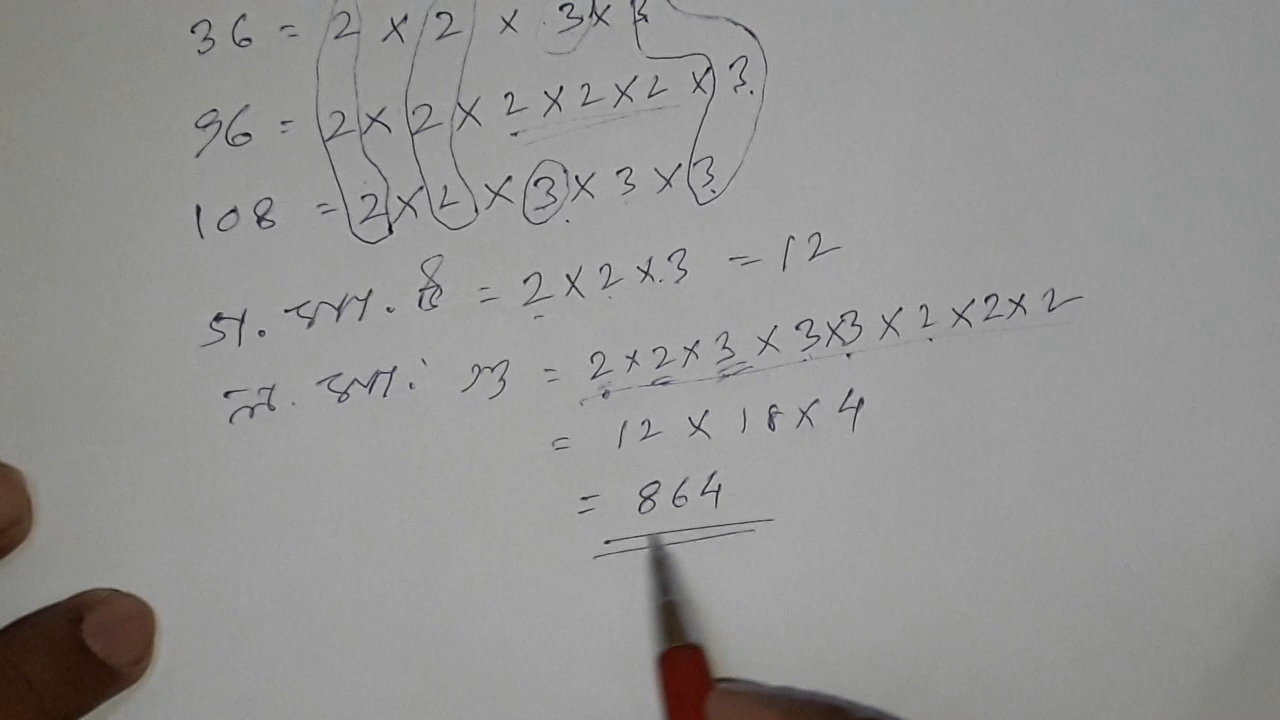 36 = 2 × 2 × 3 × 3
96 = 2 × 2 × 2 × 2 × 2 × 3
108 = 2 × 2 × 3 × 3 × 3
= 2 × 2 × 3 = 12
= 2 × 2 × 3 × 3 × 3 × 2 × 2 × 2
= 12 × 18 × 4
= 864